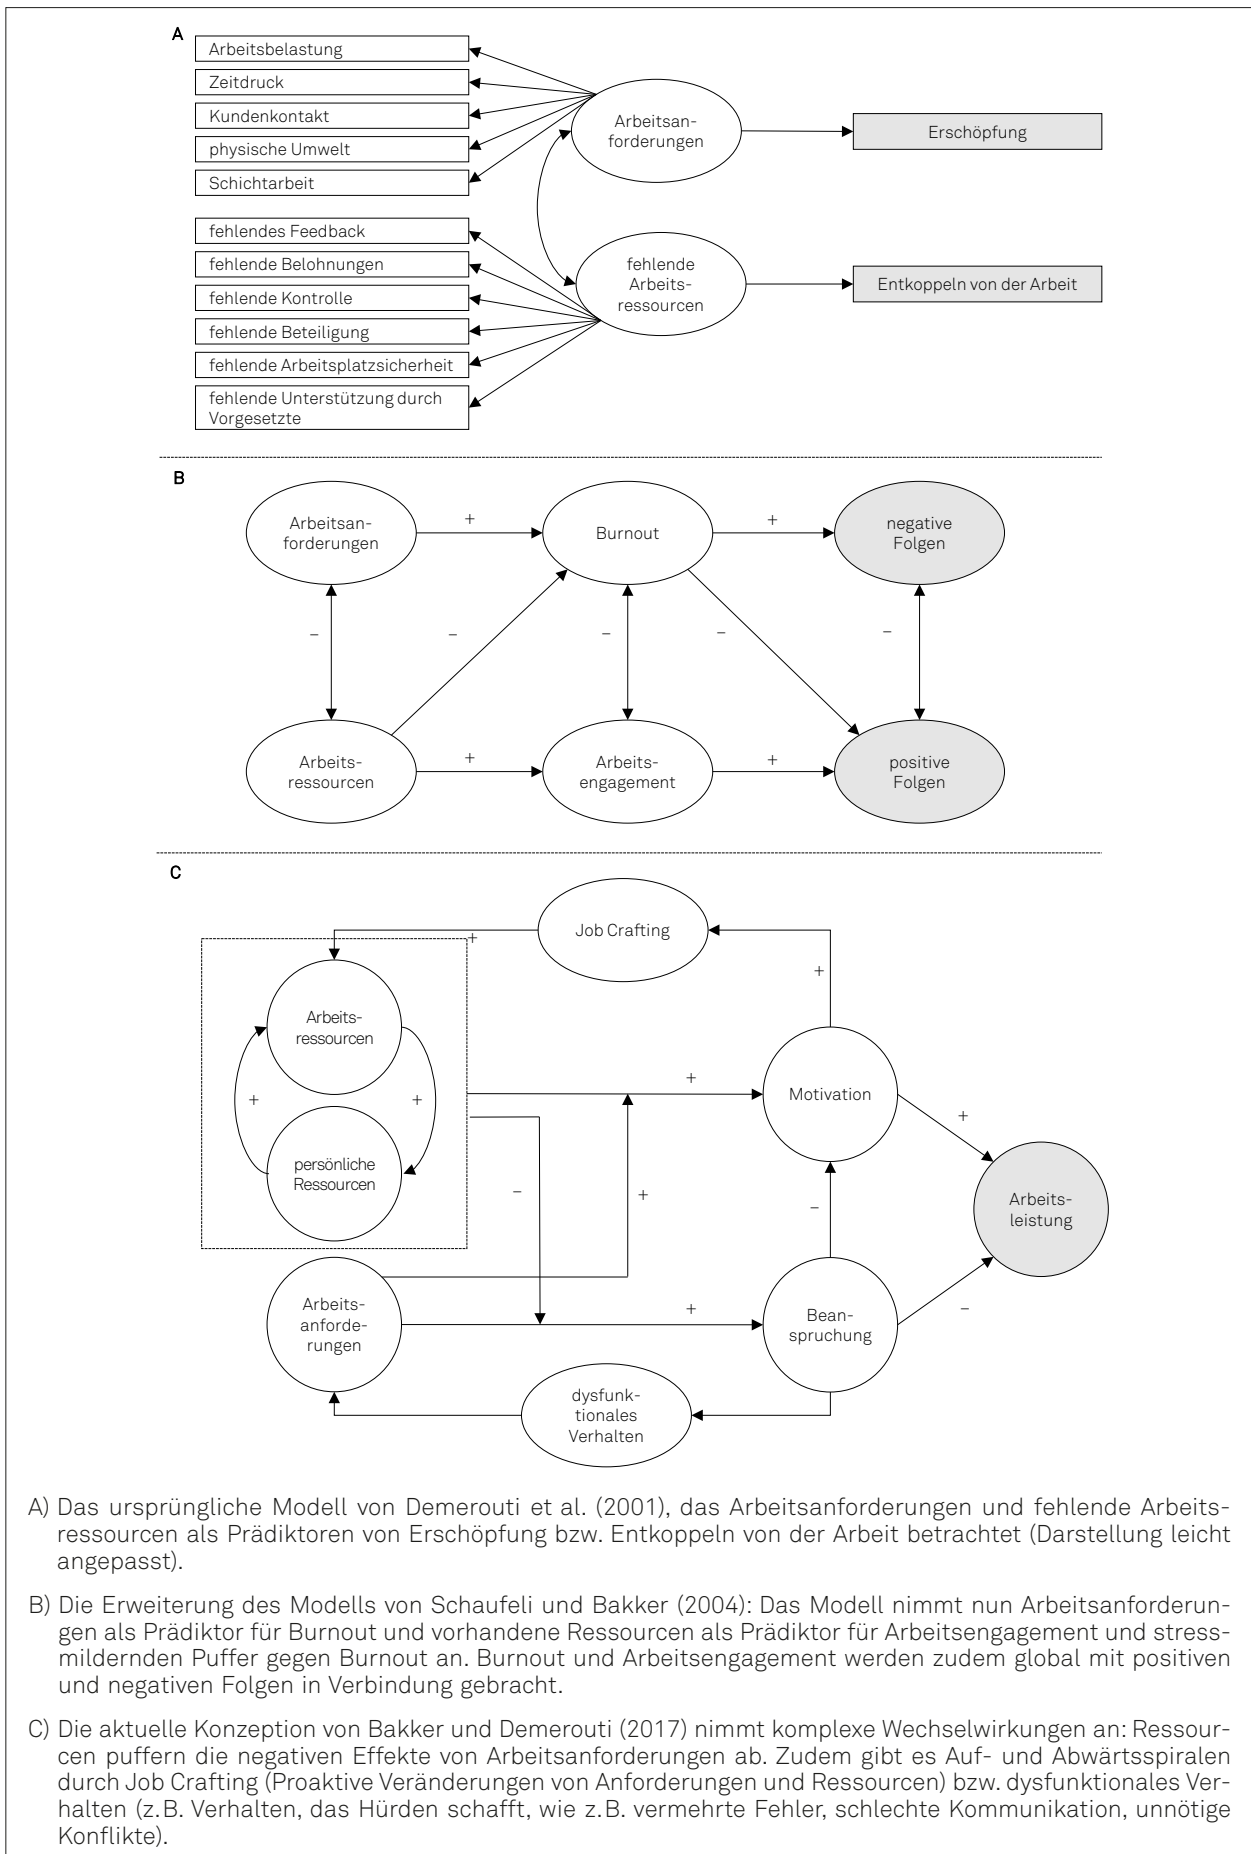 A
Arbeitsbelastung
Zeitdruck
Kundenkontakt
physische Umwelt
Schichtarbeit
Arbeitsan-
forderungen
Erschöpfung
fehlendes Feedback
fehlende Belohnungen
fehlende Kontrolle
fehlende Beteiligung
fehlende Arbeitsplatzsicherheit
fehlende Unterstützung durch
Vorgesetzte
fehlende
Arbeits-
ressourcen
Entkoppeln von der Arbeit
B
Arbeitsan-
forderungen
+
Burnout
+
negative
Folgen
–
–
–
–
–
Arbeits-
ressourcen
+
Arbeits-
engagement
+
positive
Folgen
C
Job Crafting
+
+
Arbeits-
ressourcen
+
+
persönliche
Ressourcen
+
Motivation
+
–
+
–
Arbeits-
leistung
Arbeits-
anforde-
rungen
+
Bean-
spruchung
–
dysfunk-
tionales
Verhalten
A) Das ursprüngliche Modell von Demerouti et al. (2001), das Arbeitsanforderungen und fehlende Arbeits-
ressourcen als Prädiktoren von Erschöpfung bzw. Entkoppeln von der Arbeit betrachtet (Darstellung leicht
angepasst).
B) Die Erweiterung des Modells von Schaufeli und Bakker (2004): Das Modell nimmt nun Arbeitsanforderun-
gen als Prädiktor für Burnout und vorhandene Ressourcen als Prädiktor für Arbeitsengagement und stress-
mildernden Puffer gegen Burnout an. Burnout und Arbeitsengagement werden zudem global mit positiven
und negativen Folgen in Verbindung gebracht.
C) Die aktuelle Konzeption von Bakker und Demerouti (2017) nimmt komplexe Wechselwirkungen an: Ressour-
cen puffern die negativen Effekte von Arbeitsanforderungen ab. Zudem gibt es Auf- und Abwärtsspiralen
durch Job Crafting (Proaktive Veränderungen von Anforderungen und Ressourcen) bzw. dysfunktionales Ver-
halten (z.B. Verhalten, das Hürden schafft, wie z.B. vermehrte Fehler, schlechte Kommunikation, unnötige
Konflikte).